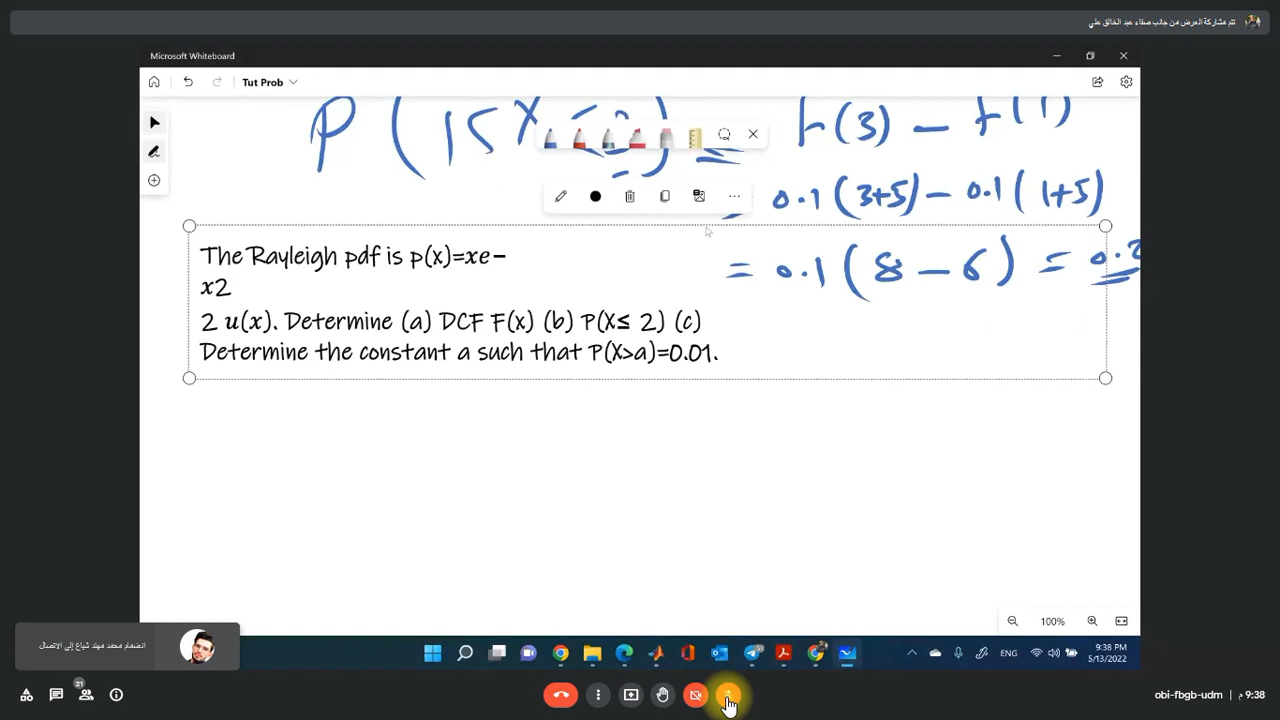 تتم مشاركة العرض من جانب صفاء عبد الخالق علي
Microsoft Whiteboard
Tut Prob
= 0.1(3+5) – 0.1(1+5)
= 0.1(8 – 6) =
The Rayleigh pdf is p(x)=xe−
x2
2 u(x). Determine (a) DCF F(x) (b) P(X≤ 2) (c)
Determine the constant a such that P(X>a)=0.01.
100%
انضمام محمد مهند شياع إلى الاتصال
ENG
9:38 PM
5/13/2022
21
obi-fbgb-udm | 9:38 م